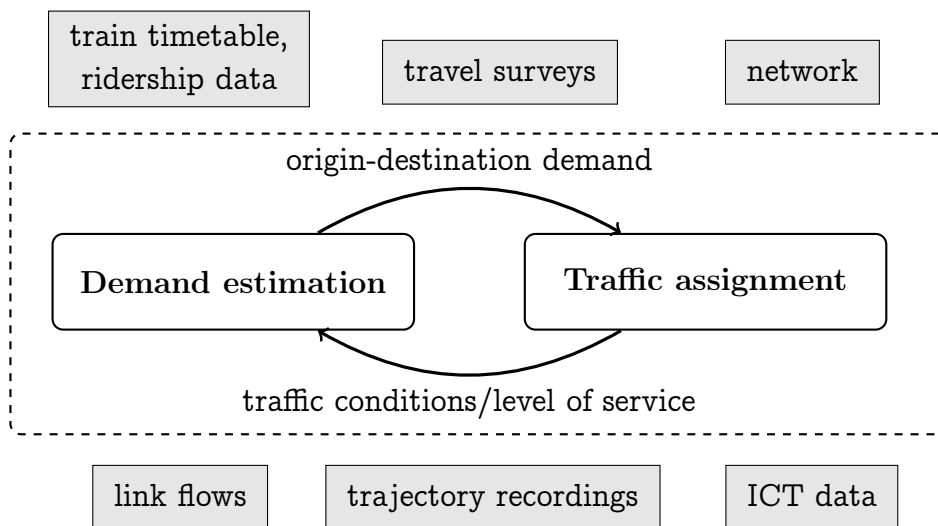 train timetable,
ridership data
travel surveys
network
origin-destination demand
Demand estimation
Traffic assignment
traffic conditions/level of service
link flows
trajectory recordings
ICT data